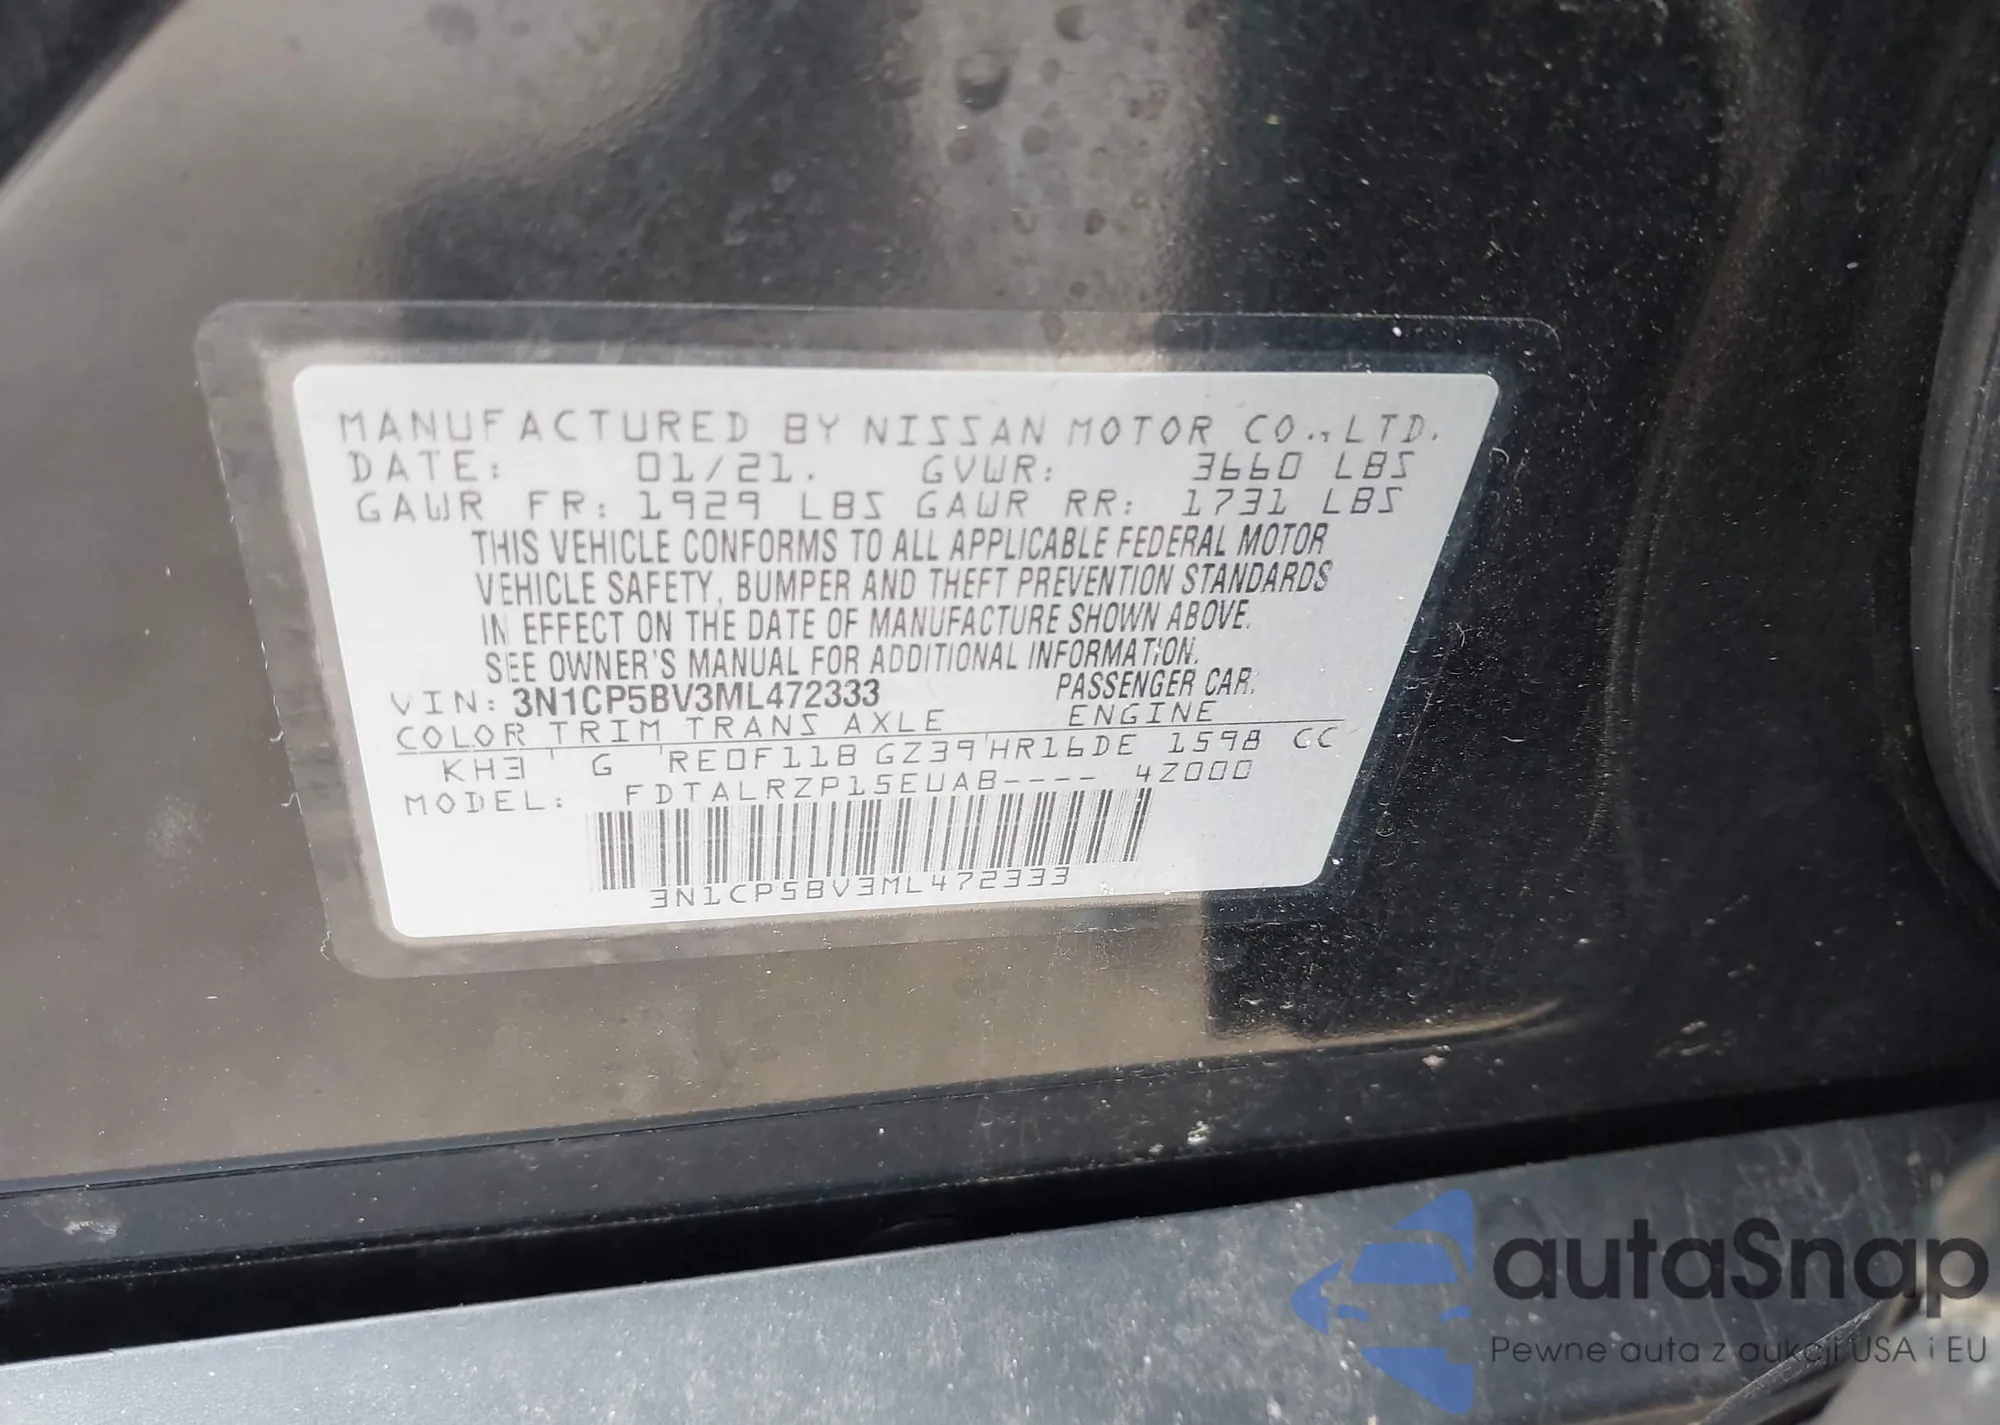 MANUFACTURED BY NISSAN MOTOR CO., LTD.
DATE: 01/21. GVWR: 3660 LBS
GAWR FR: 1929 LBS GAWR RR: 1731 LBS
THIS VEHICLE CONFORMS TO ALL APPLICABLE FEDERAL MOTOR
VEHICLE SAFETY, BUMPER AND THEFT PREVENTION STANDARDS
IN EFFECT ON THE DATE OF MANUFACTURE SHOWN ABOVE.
SEE OWNER'S MANUAL FOR ADDITIONAL INFORMATION.
VIN: 3N1CP5BV3ML472333 PASSENGER CAR.
COLOR TRIM TRANS AXLE ENGINE
KH3 G RE0F11B GZ39 HR16DE 1598 CC
MODEL: FDTALRZP15EUAB---- 4Z000
3N1CP5BV3ML472333
autaSnap
Pewne auta z aukcji USA i EU